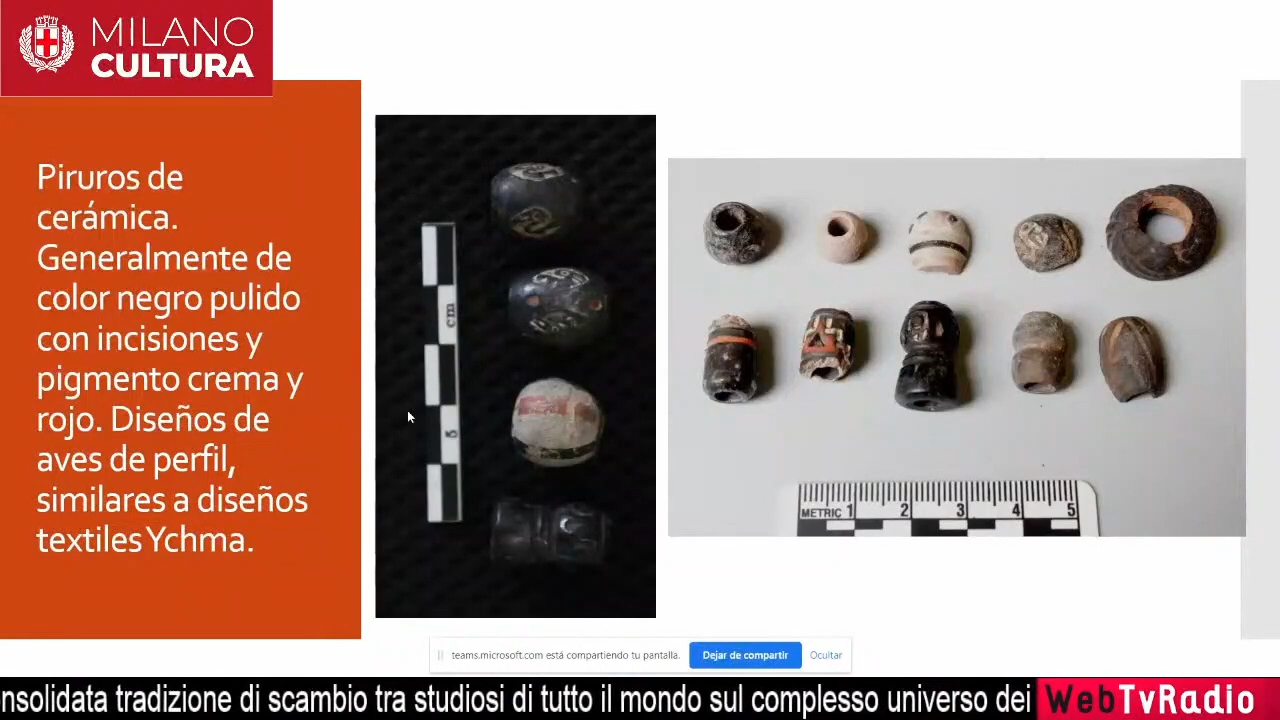 MILANO
CULTURA
Piruros de
cerámica.
Generalmente de
color negro pulido
con incisiones y
pigmento crema y
rojo. Diseños de
aves de perfil,
similares a diseños
textiles Ychma.
cm
5
METRIC 1 2 3 4 5
teams.microsoft.com está compartiendo tu pantalla.
Dejar de compartir
Ocultar
nsolidata tradizione di scambio tra studiosi di tutto il mondo sul complesso universo dei
WebTvRadio